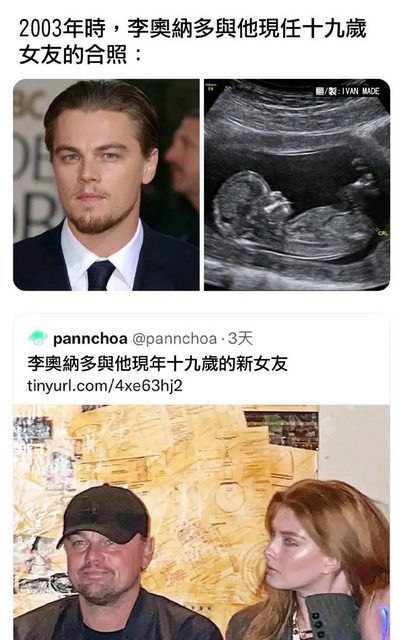 2003年時，李奧納多與他現任十九歲
女友的合照：
圖/製：IVAN MADE
CRL
pannchoa @pannchoa · 3天
李奧納多與他現年十九歲的新女友
tinyurl.com/4xe63hj2